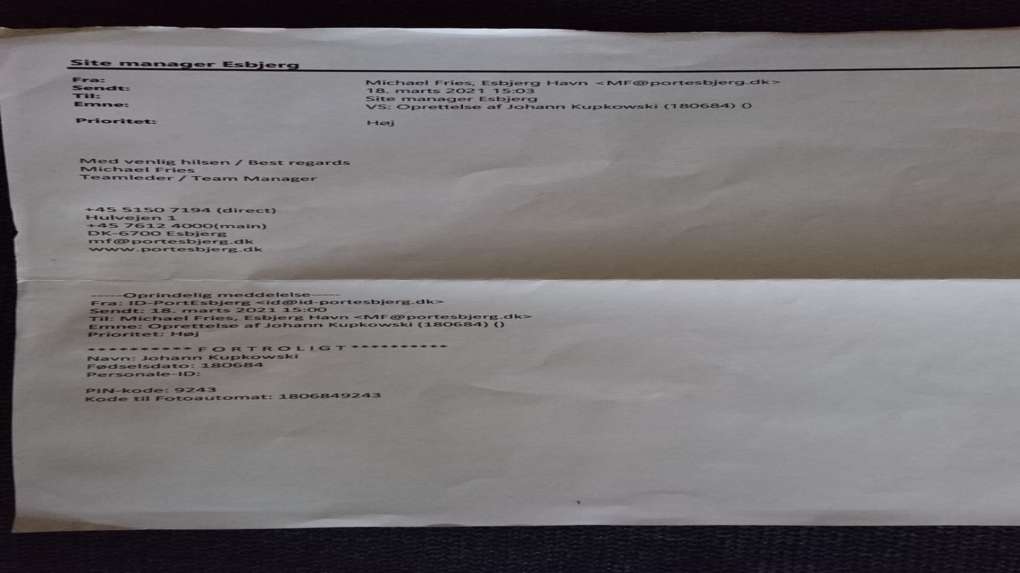 Site manager Esbjerg
Fra: Michael Fries, Esbjerg Havn <MF@portesbjerg.dk>
Sendt: 18. marts 2021 15:03
Til: Site manager Esbjerg
Emne: VS: Oprettelse af Johann Kupkowski (180684) ()
Prioritet: Høj
Med venlig hilsen / Best regards
Michael Fries
Teamleder / Team Manager
+45 5150 7194 (direct)
Hulvejen 1
+45 7612 4000(main)
DK-6700 Esbjerg
mf@portesbjerg.dk
www.portesbjerg.dk
-----Oprindelig meddelelse-----
Fra: ID-PortEsbjerg <id@id-portesbjerg.dk>
Sendt: 18. marts 2021 15:00
Til: Michael Fries, Esbjerg Havn <MF@portesbjerg.dk>
Emne: Oprettelse af Johann Kupkowski (180684) ()
Prioritet: Høj
* * * * * * * * * * F O R T R O L I G T * * * * * * * * * *
Navn: Johann Kupkowski
Fødselsdato: 180684
Personale-ID:
PIN-kode: 9243
Kode til Fotoautomat: 1806849243